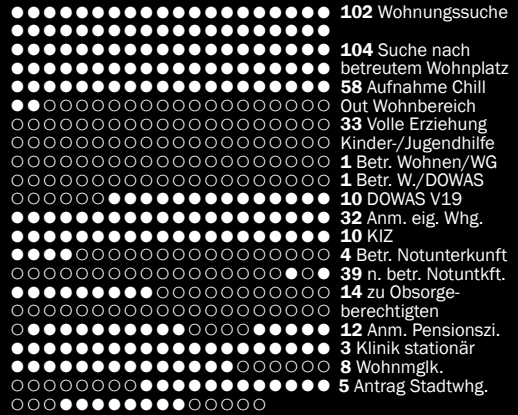 102 Wohnungssuche
104 Suche nach
betreutem Wohnplatz
58 Aufnahme Chill
Out Wohnbereich
33 Volle Erziehung
Kinder-/Jugendhilfe
1 Betr. Wohnen/WG
1 Betr. W./DOWAS
10 DOWAS V19
32 Anm. eig. Whg.
10 KIZ
4 Betr. Notunterkunft
39 n. betr. Notuntkft.
14 zu Obsorge-
berechtigten
12 Anm. Pensionszi.
3 Klinik stationär
8 Wohnmglk.
5 Antrag Stadtwhg.